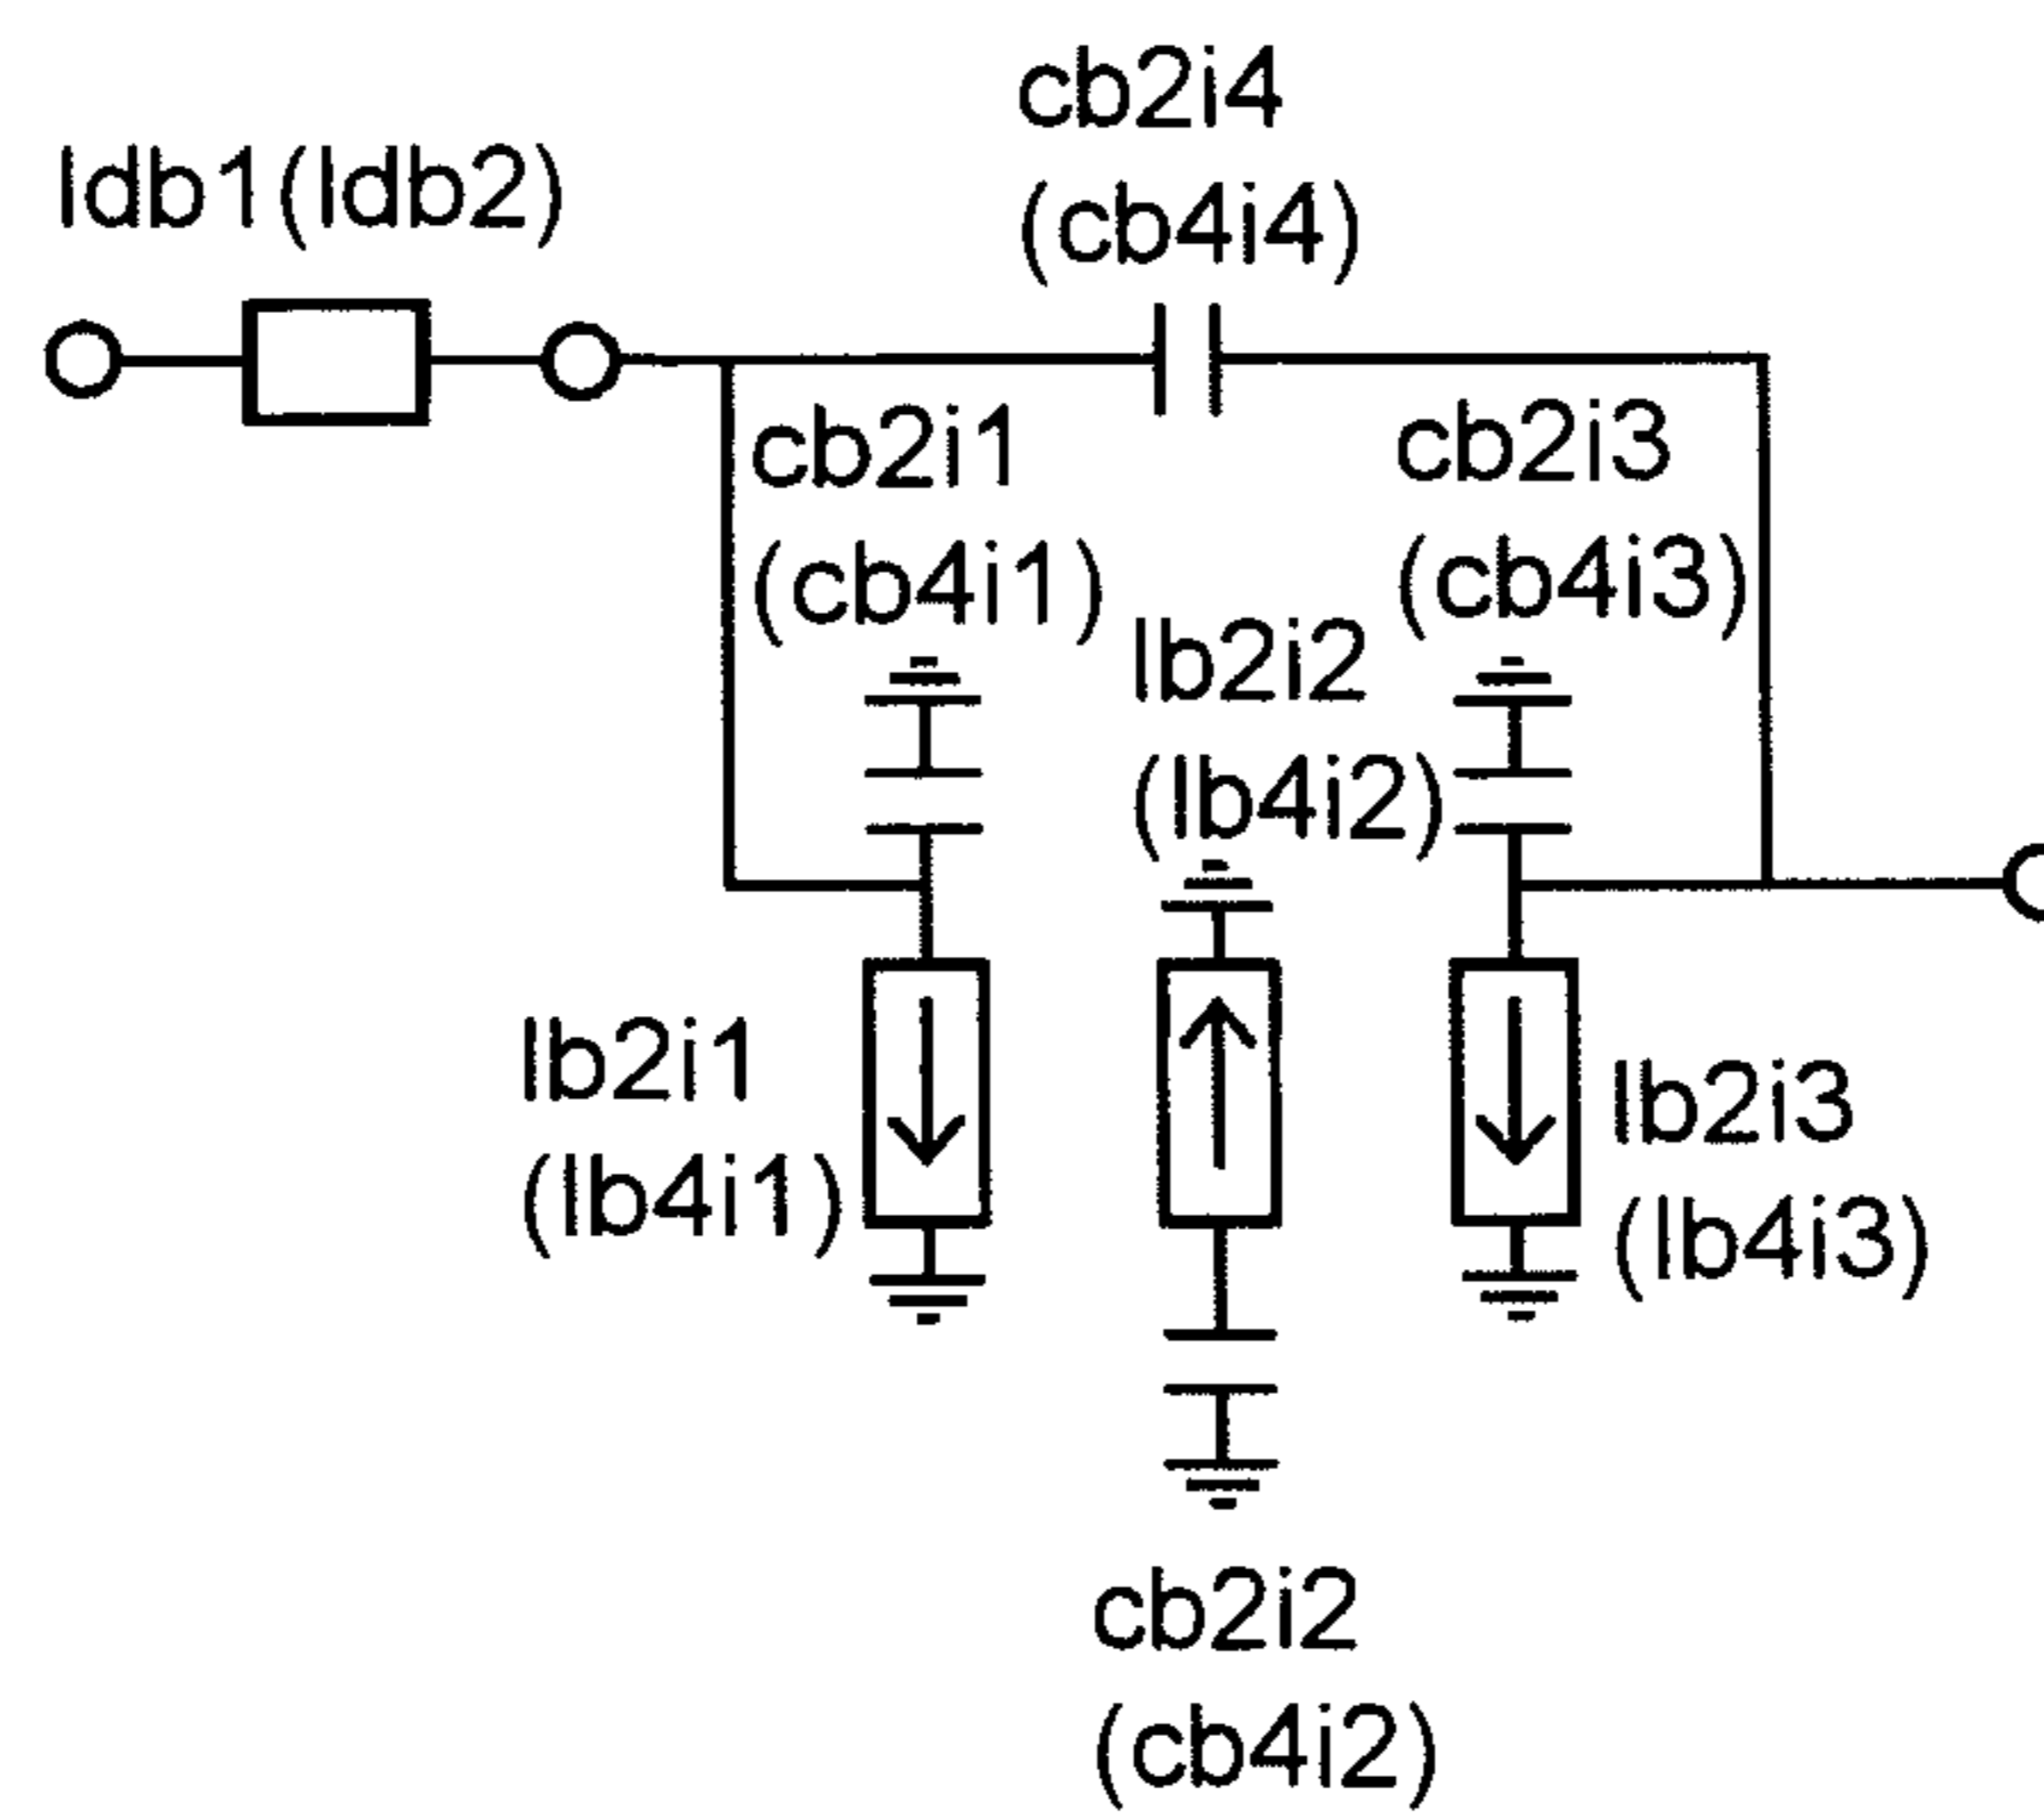 cb2i4
(cb4i4)
ldb1(ldb2)
cb2i1
(cb4i1)
cb2i3
(cb4i3)
lb2i2
(lb4i2)
lb2i1
(lb4i1)
lb2i3
(lb4i3)
cb2i2
(cb4i2)